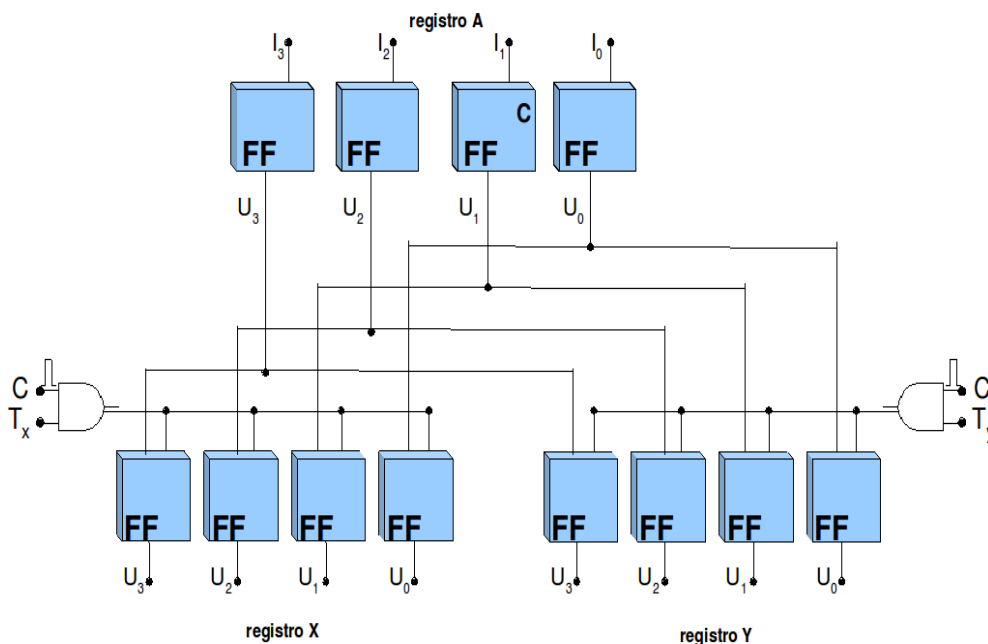 registro A
I3 I2 I1 I0
C
FF FF FF FF
U3 U2 U1 U0
C C
Tx Ty
FF FF FF FF FF FF FF FF
U3 U2 U1 U0 U3 U2 U1 U0
registro X registro Y